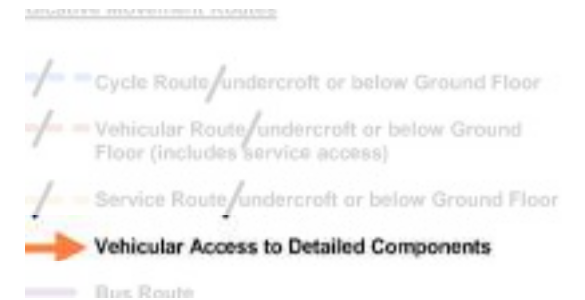 Cycle Route/undercroft or below Ground Floor
Vehicular Route/undercroft or below Ground
Floor (includes service access)
Service Route/undercroft or below Ground Floor
Vehicular Access to Detailed Components
Bus Route